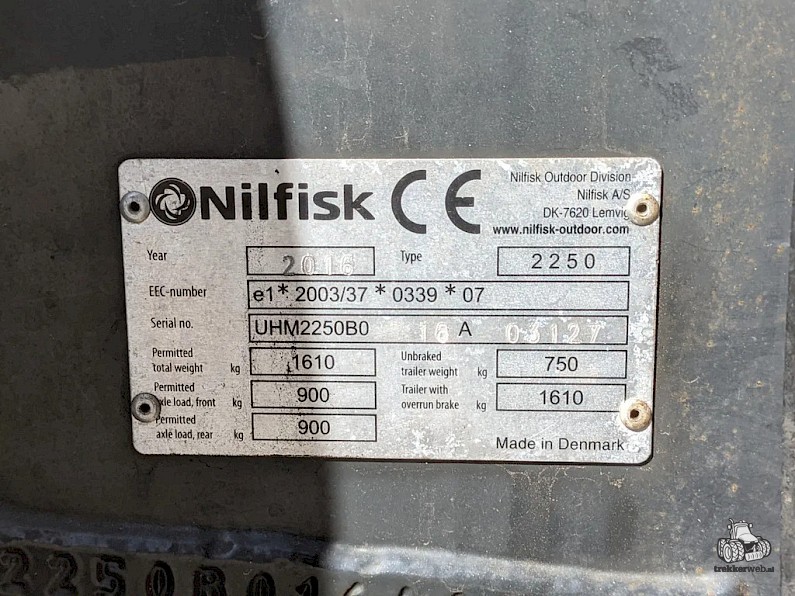 Nilfisk CE
Nilfisk Outdoor Division
Nilfisk A/S
DK-7620 Lemvig
www.nilfisk-outdoor.com
Year 2016 Type 2250
EEC-number e1* 2003/37 * 0339 * 07
Serial no. UHM2250B0 16 A 03127
Permitted total weight kg 1610 Unbraked trailer weight kg 750
Permitted axle load, front kg 900 Trailer with overrun brake kg 1610
Permitted axle load, rear kg 900
Made in Denmark
2250B01
trekkerweb.nl